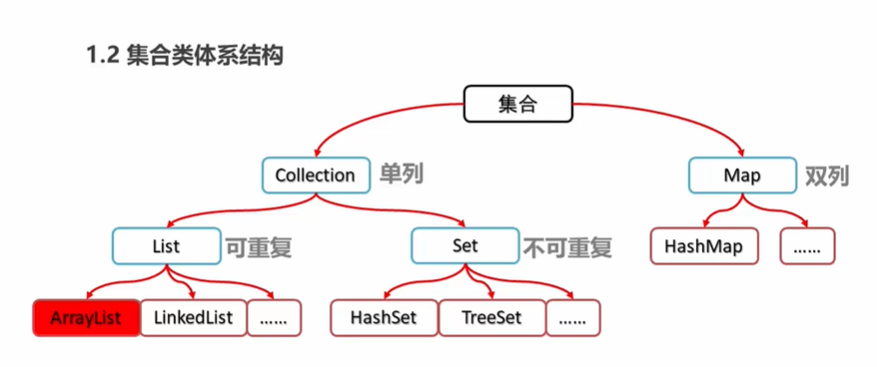 1.2 集合类体系结构
集合
Collection 单列
Map 双列
List 可重复
Set 不可重复
HashMap
......
ArrayList
LinkedList
......
HashSet
TreeSet
......